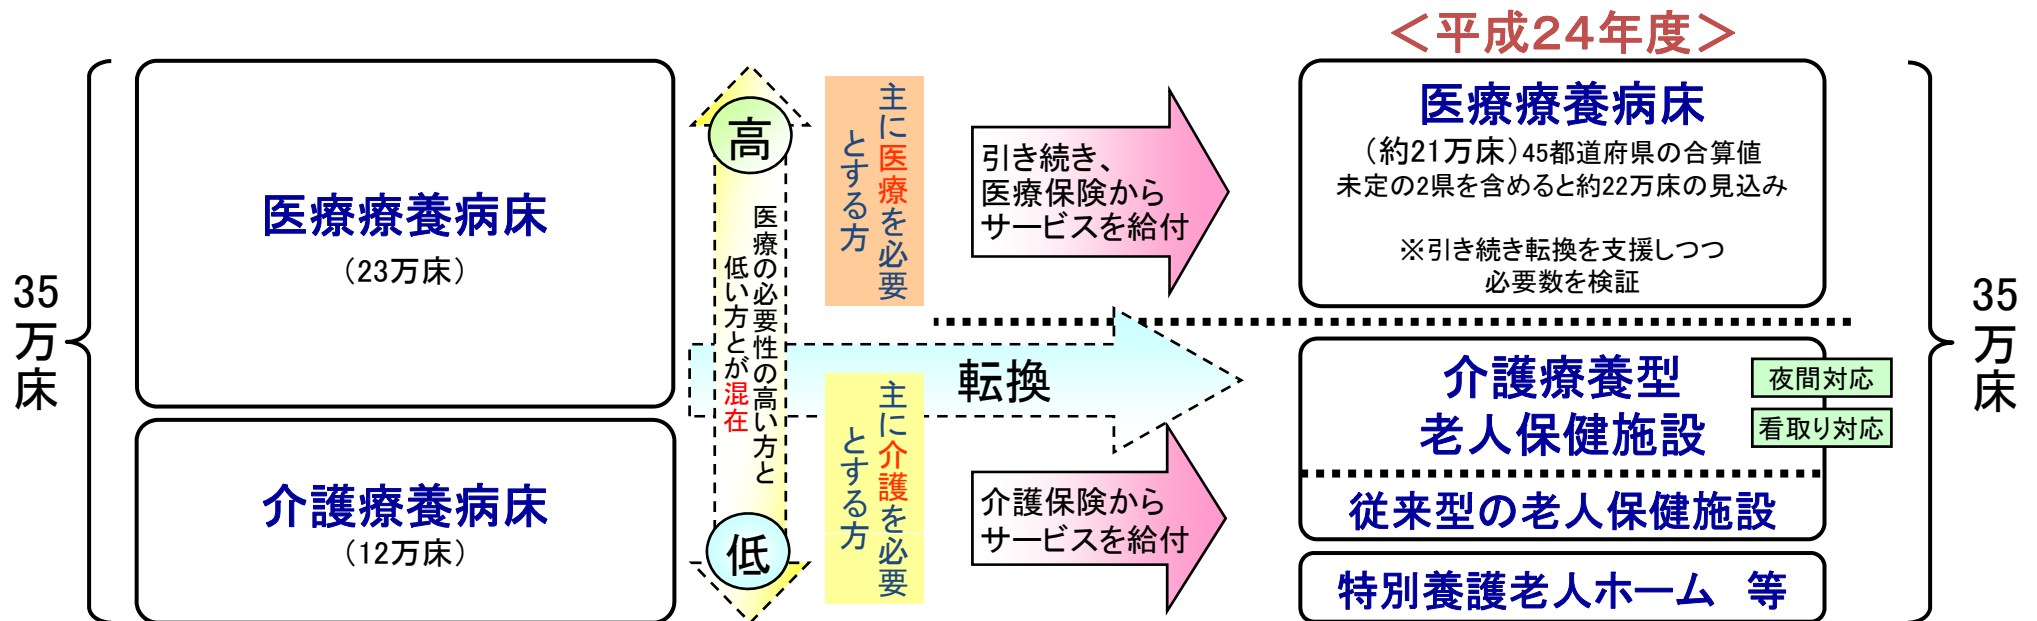 ＜平成24年度＞
35
万
床
医療療養病床
（23万床）
介護療養病床
（12万床）
高
医療の必要性の高い方と
低い方とが混在
低
主に医療を必要
とする方
主に介護を必要
とする方
引き続き、
医療保険から
サービスを給付
転換
介護保険から
サービスを給付
医療療養病床
（約21万床）45都道府県の合算値
未定の2県を含めると約22万床の見込み
※引き続き転換を支援しつつ
必要数を検証
介護療養型
老人保健施設
夜間対応
看取り対応
従来型の老人保健施設
特別養護老人ホーム　等
35
万
床